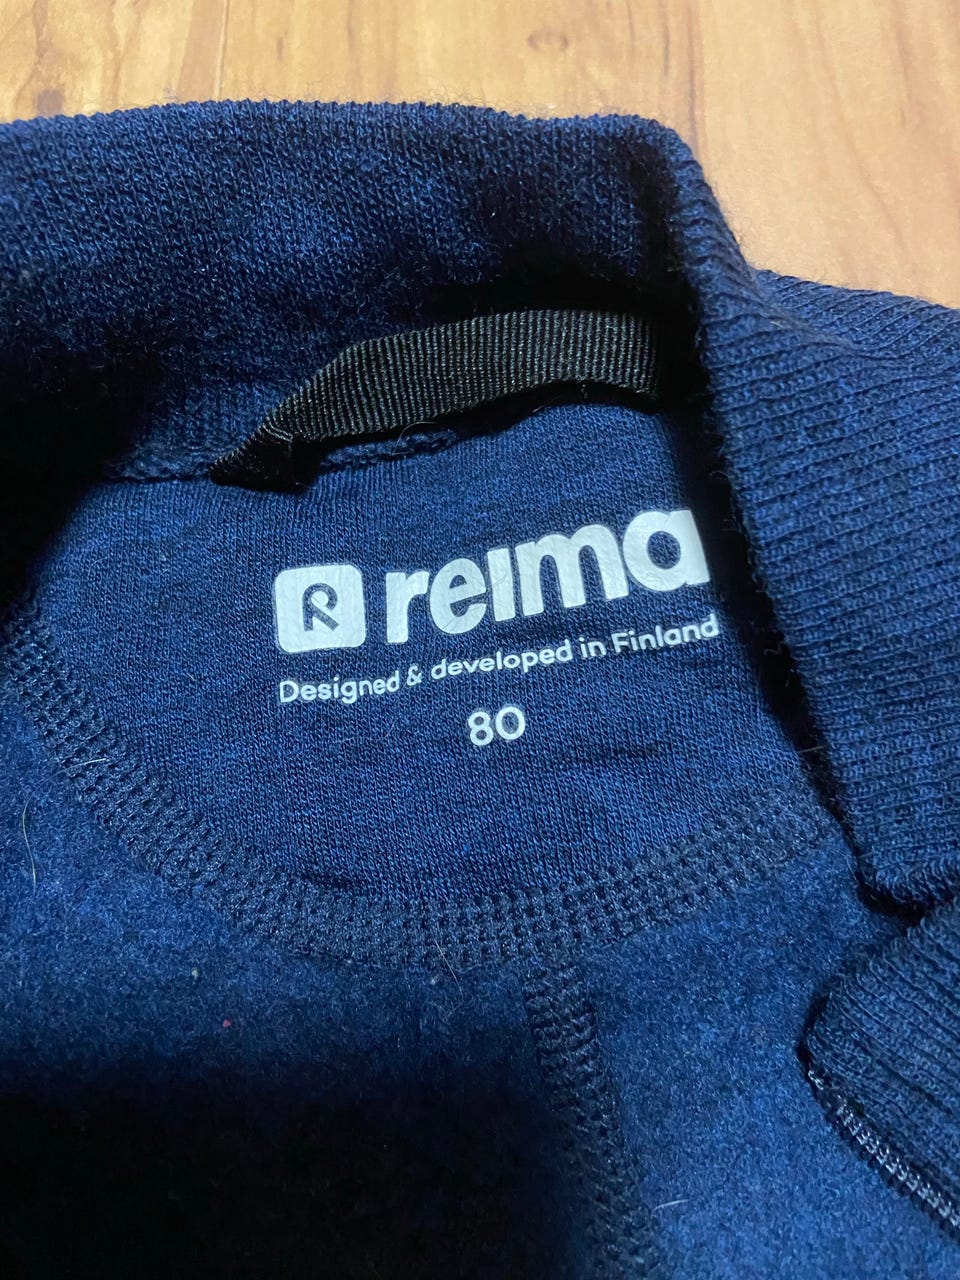 R reima
Designed & developed in Finland
80